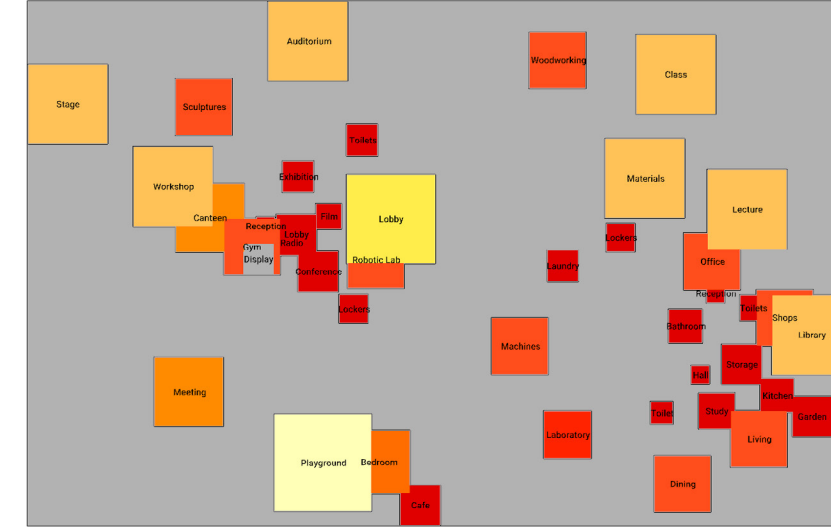 Auditorium
Woodworking
Class
Stage
Sculptures
Toilets
Exhibition
Materials
Workshop
Lecture
Canteen
Film
Lobby
Reception
Lobby
Radio
Lockers
Gym
Display
Robotic Lab
Office
Conference
Laundry
Reception
Lockers
Toilets
Shops
Bathroom
Library
Machines
Storage
Hall
Meeting
Kitchen
Toilet
Study
Garden
Laboratory
Living
Playground
Bedroom
Dining
Cafe